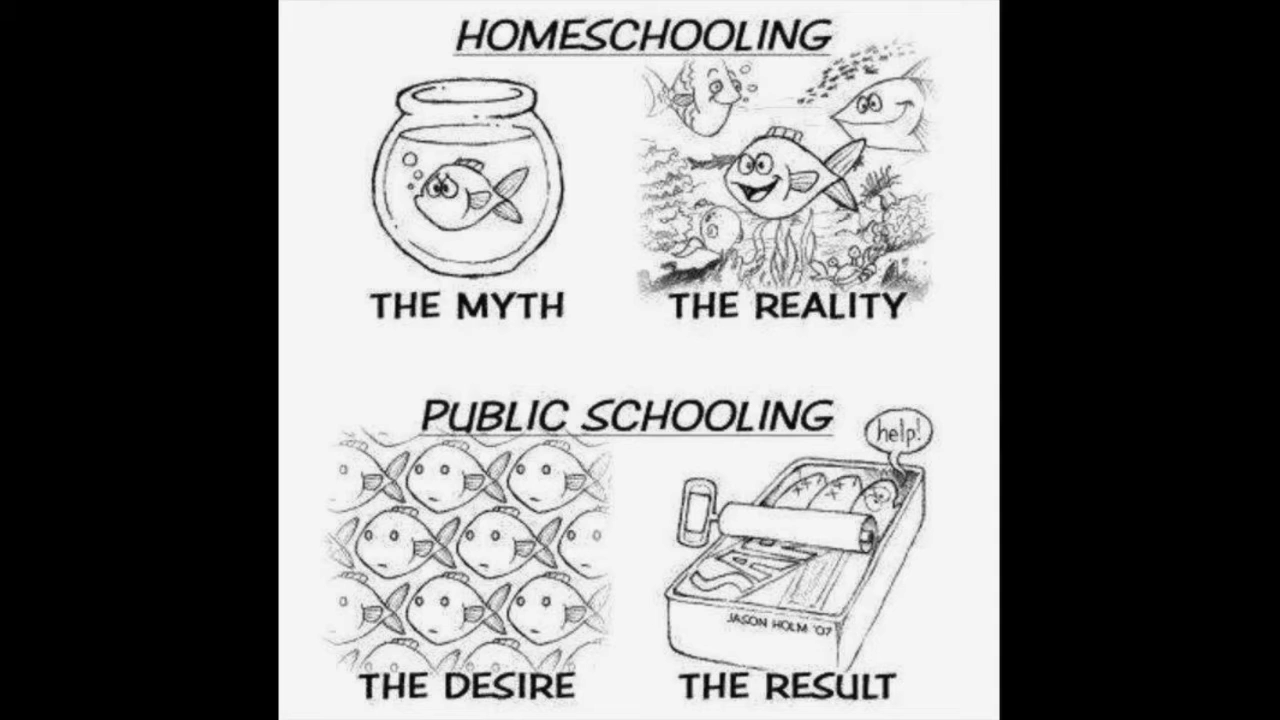 HOMESCHOOLING
THE MYTH
THE REALITY
PUBLIC SCHOOLING
help!
JASON HOLM '07
THE DESIRE
THE RESULT